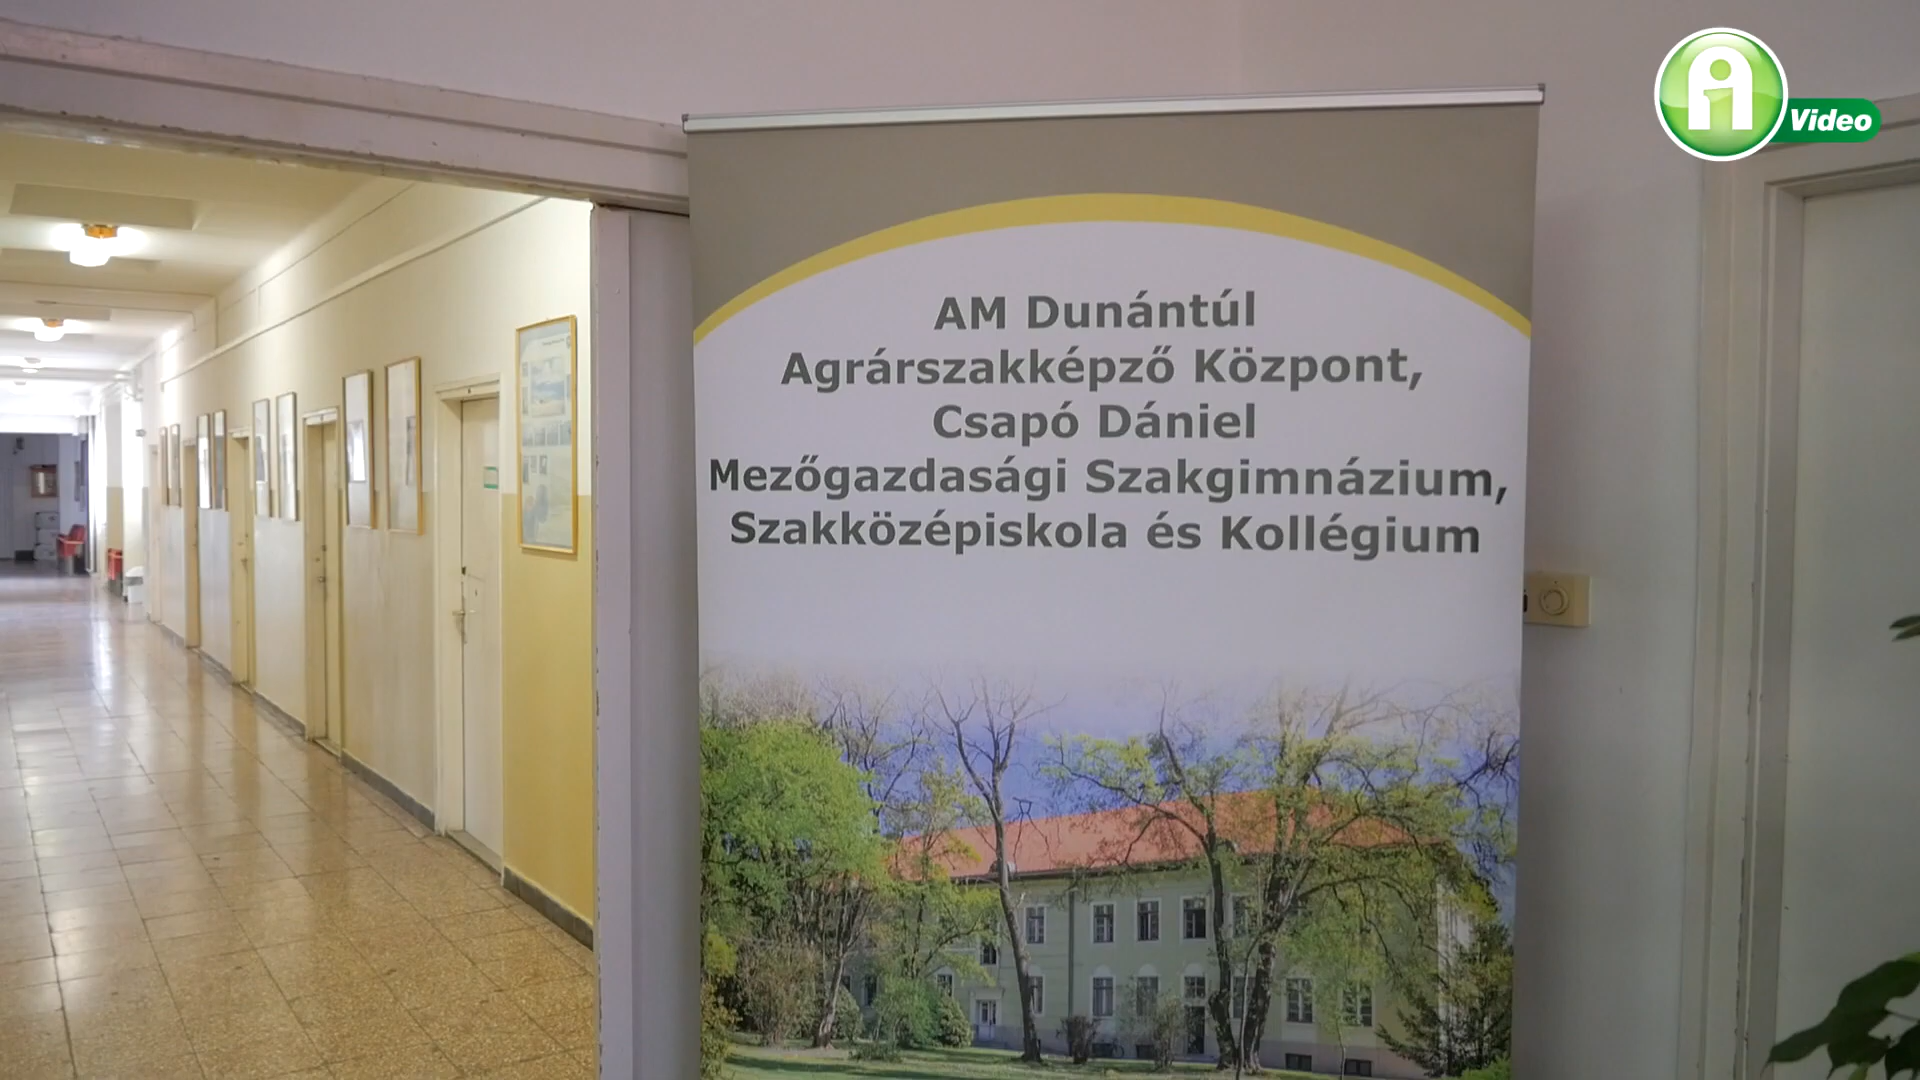 AM Dunántúl
Agrárszakképző Központ,
Csapó Dániel
Mezőgazdasági Szakgimnázium,
Szakközépiskola és Kollégium
Video